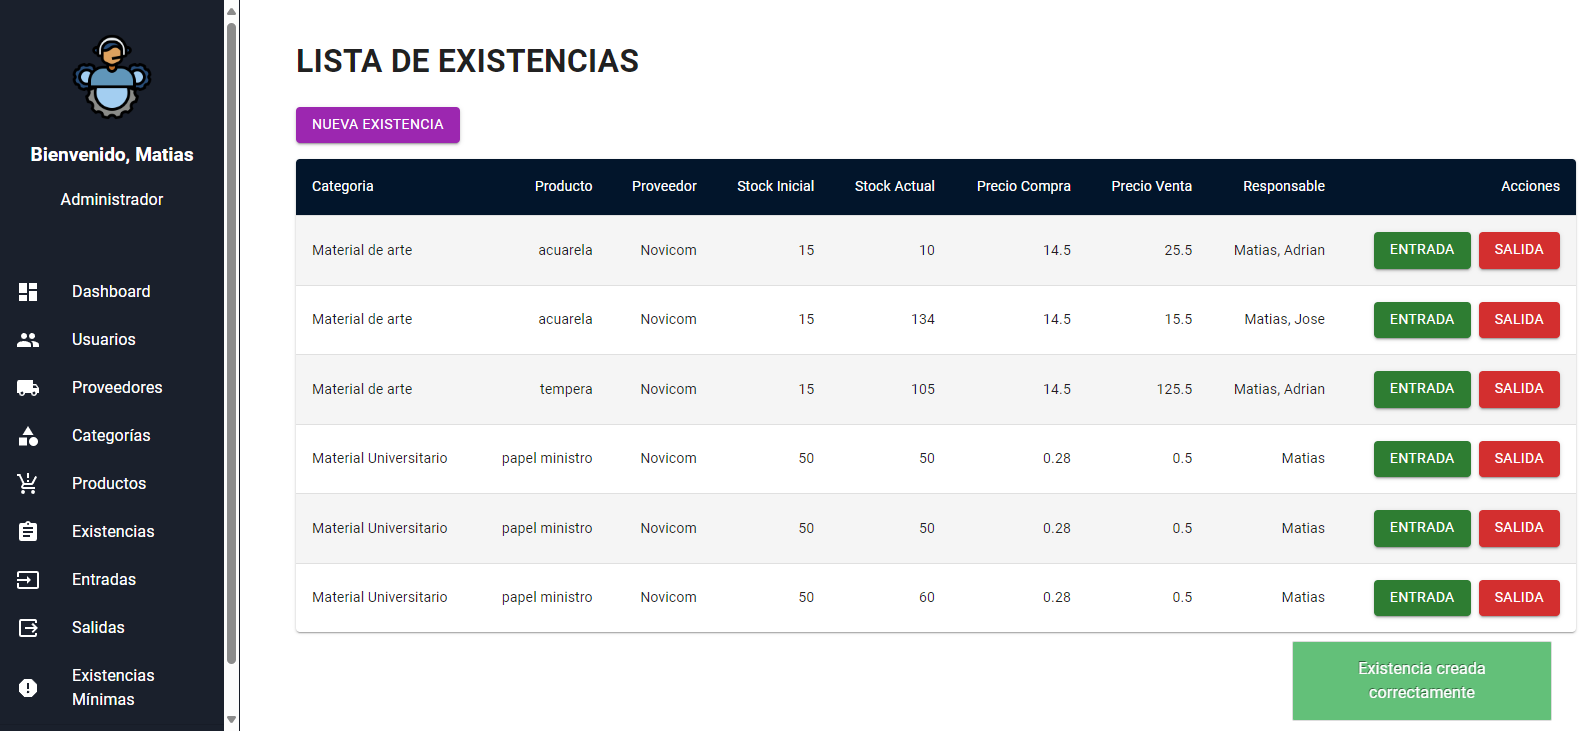 Bienvenido, Matias
Administrador
Dashboard
Usuarios
Proveedores
Categorías
Productos
Existencias
Entradas
Salidas
Existencias
Mínimas
LISTA DE EXISTENCIAS
NUEVA EXISTENCIA
Categoria Producto Proveedor Stock Inicial Stock Actual Precio Compra Precio Venta Responsable Acciones
Material de arte acuarela Novicom 15 10 14.5 25.5 Matias, Adrian ENTRADA SALIDA
Material de arte acuarela Novicom 15 134 14.5 15.5 Matias, Jose ENTRADA SALIDA
Material de arte tempera Novicom 15 105 14.5 125.5 Matias, Adrian ENTRADA SALIDA
Material Universitario papel ministro Novicom 50 50 0.28 0.5 Matias ENTRADA SALIDA
Material Universitario papel ministro Novicom 50 50 0.28 0.5 Matias ENTRADA SALIDA
Material Universitario papel ministro Novicom 50 60 0.28 0.5 Matias ENTRADA SALIDA
Existencia creada
correctamente